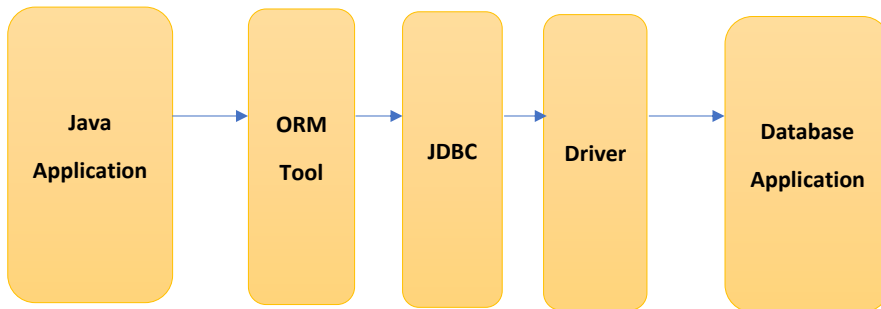 Java
Application
ORM
Tool
JDBC
Driver
Database
Application